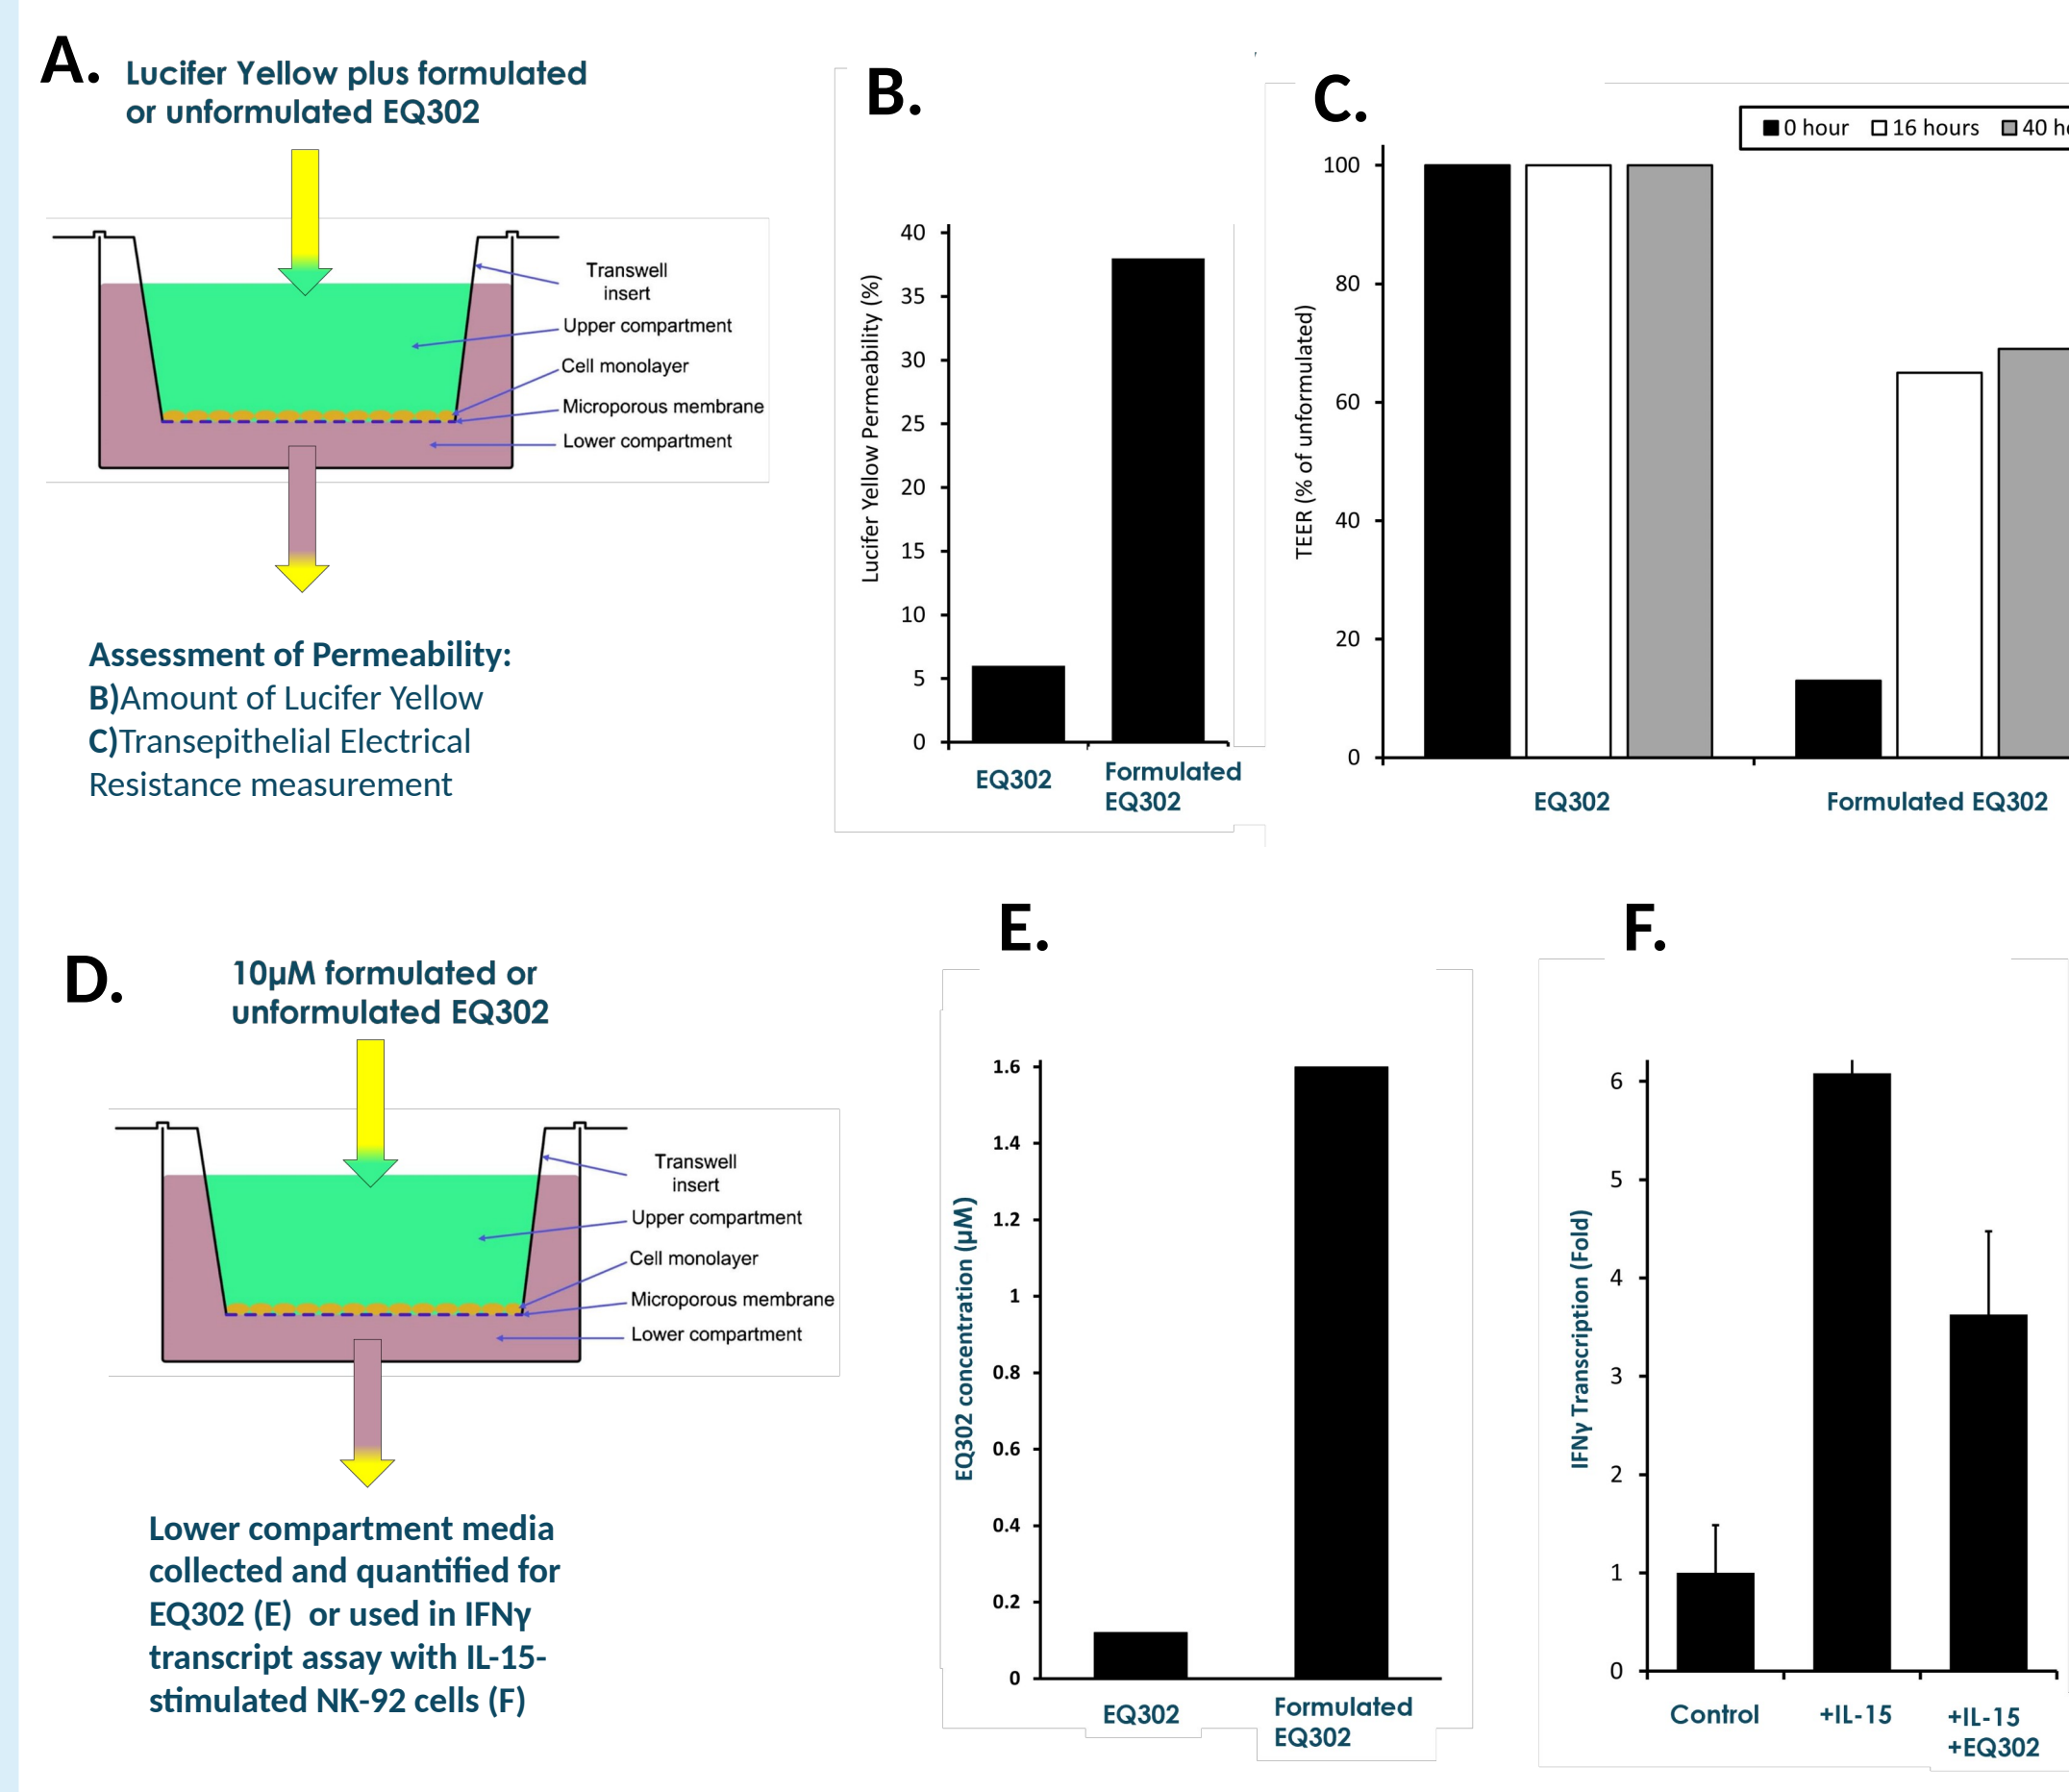 A.
Lucifer Yellow plus formulated
or unformulated EQ302
Transwell
insert
Upper compartment
Cell monolayer
Microporous membrane
Lower compartment
Assessment of Permeability:
B)Amount of Lucifer Yellow
C)Transepithelial Electrical
Resistance measurement
B.
Lucifer Yellow Permeability (%)
40
35
30
25
20
15
10
5
0
EQ302
Formulated
EQ302
C.
0 hour 16 hours 40 h
TEER (% of unformulated)
100
80
60
40
20
0
EQ302
Formulated EQ302
D.
10µM formulated or
unformulated EQ302
Transwell
insert
Upper compartment
Cell monolayer
Microporous membrane
Lower compartment
Lower compartment media
collected and quantified for
EQ302 (E) or used in IFNγ
transcript assay with IL-15-
stimulated NK-92 cells (F)
E.
EQ302 concentration (µM)
1.6
1.4
1.2
1
0.8
0.6
0.4
0.2
0
EQ302
Formulated
EQ302
F.
IFNγ Transcription (Fold)
6
5
4
3
2
1
0
Control
+IL-15
+IL-15
+EQ302